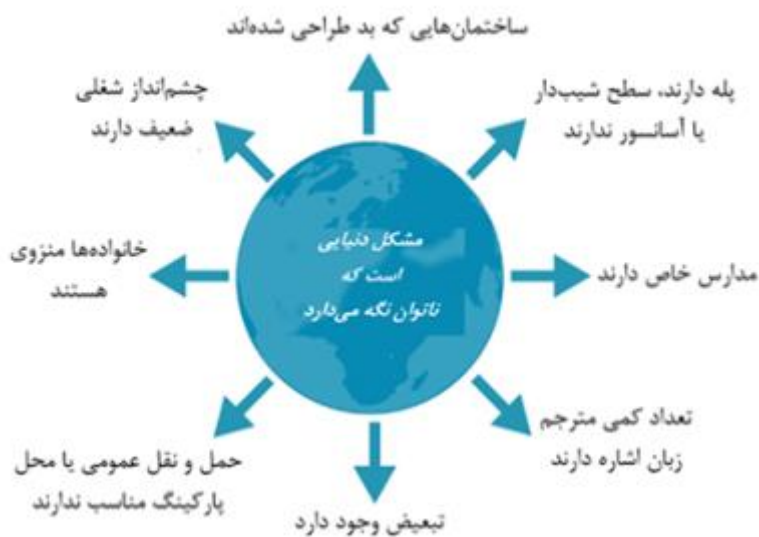 ساختمان‌هایی که بد طراحی شده‌اند
پله دارند، سطح شیب‌دار
یا آسانسور ندارند
مدارس خاص دارند
تعداد کمی مترجم
زبان اشاره دارند
تبعیض وجود دارد
حمل و نقل عمومی یا محل
پارکینگ مناسب ندارند
خانواده‌ها منزوی
هستند
چشم‌انداز شغلی
ضعیف دارند
مشکل دنیایی
است که
ناتوان نگه می‌دارد